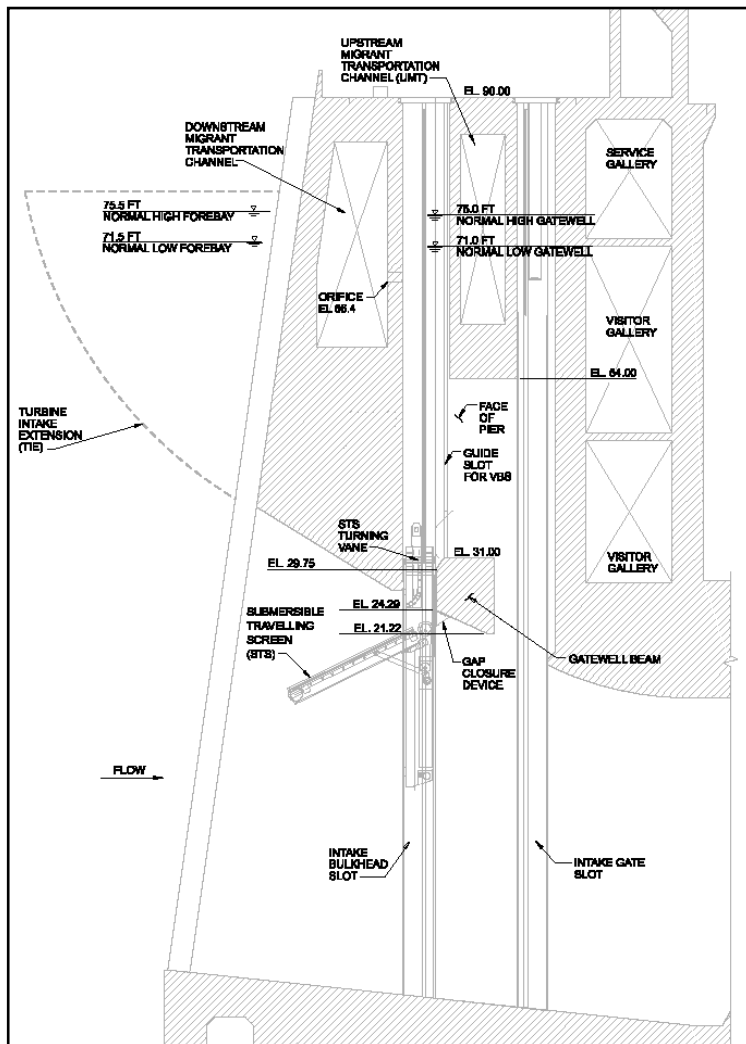 UPSTREAM
MIGRANT
TRANSPORTATION
CHANNEL (UMT)
EL. 90.00
DOWNSTREAM
MIGRANT
TRANSPORTATION
CHANNEL
SERVICE
GALLERY
75.5 FT
NORMAL HIGH FOREBAY
75.0 FT
NORMAL HIGH GATEWELL
71.5 FT
NORMAL LOW FOREBAY
71.0 FT
NORMAL LOW GATEWELL
ORIFICE
EL 65.4
VISITOR
GALLERY
EL. 64.00
TURBINE
INTAKE
EXTENSION
(TIE)
FACE
OF
PIER
GUIDE
SLOT
FOR VBS
STS
TURNING
VANE
EL. 31.00
VISITOR
GALLERY
EL. 29.75
EL. 24.29
SUBMERSIBLE
TRAVELLING
SCREEN
(STS)
EL. 21.22
GAP
CLOSURE
DEVICE
GATEWELL BEAM
FLOW
INTAKE
BULKHEAD
SLOT
INTAKE GATE
SLOT